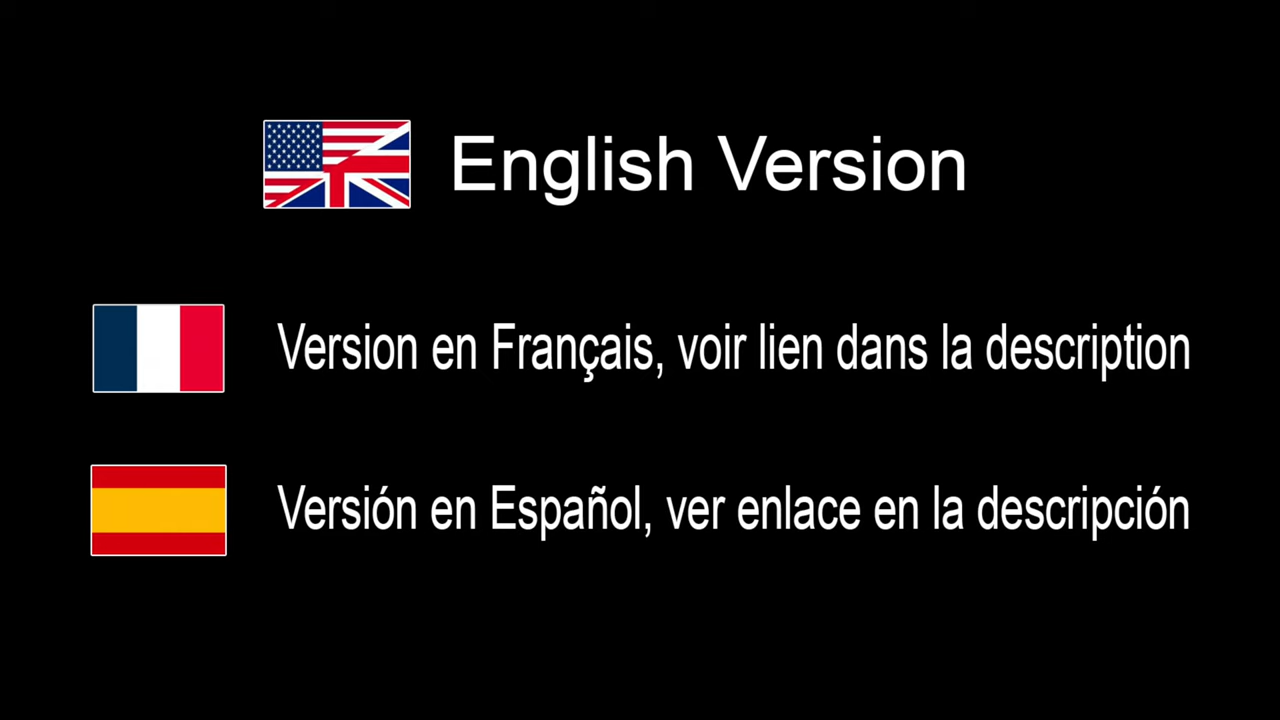 English Version
Version en Français, voir lien dans la description
Versión en Español, ver enlace en la descripción